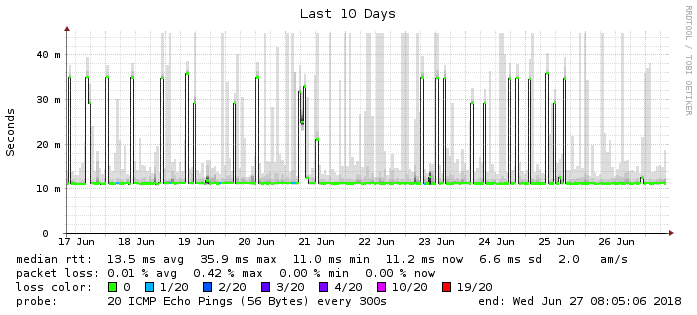 Last 10 Days
RRDTOOL / TOBI OETIKER
Seconds
40 m
30 m
20 m
10 m
0
17 Jun 18 Jun 19 Jun 20 Jun 21 Jun 22 Jun 23 Jun 24 Jun 25 Jun 26 Jun
median rtt: 13.5 ms avg 35.9 ms max 11.0 ms min 11.2 ms now 6.6 ms sd 2.0 am/s
packet loss: 0.01 % avg 0.42 % max 0.00 % min 0.00 % now
loss color: 0 1/20 2/20 3/20 4/20 10/20 19/20
probe: 20 ICMP Echo Pings (56 Bytes) every 300s end: Wed Jun 27 08:05:06 2018